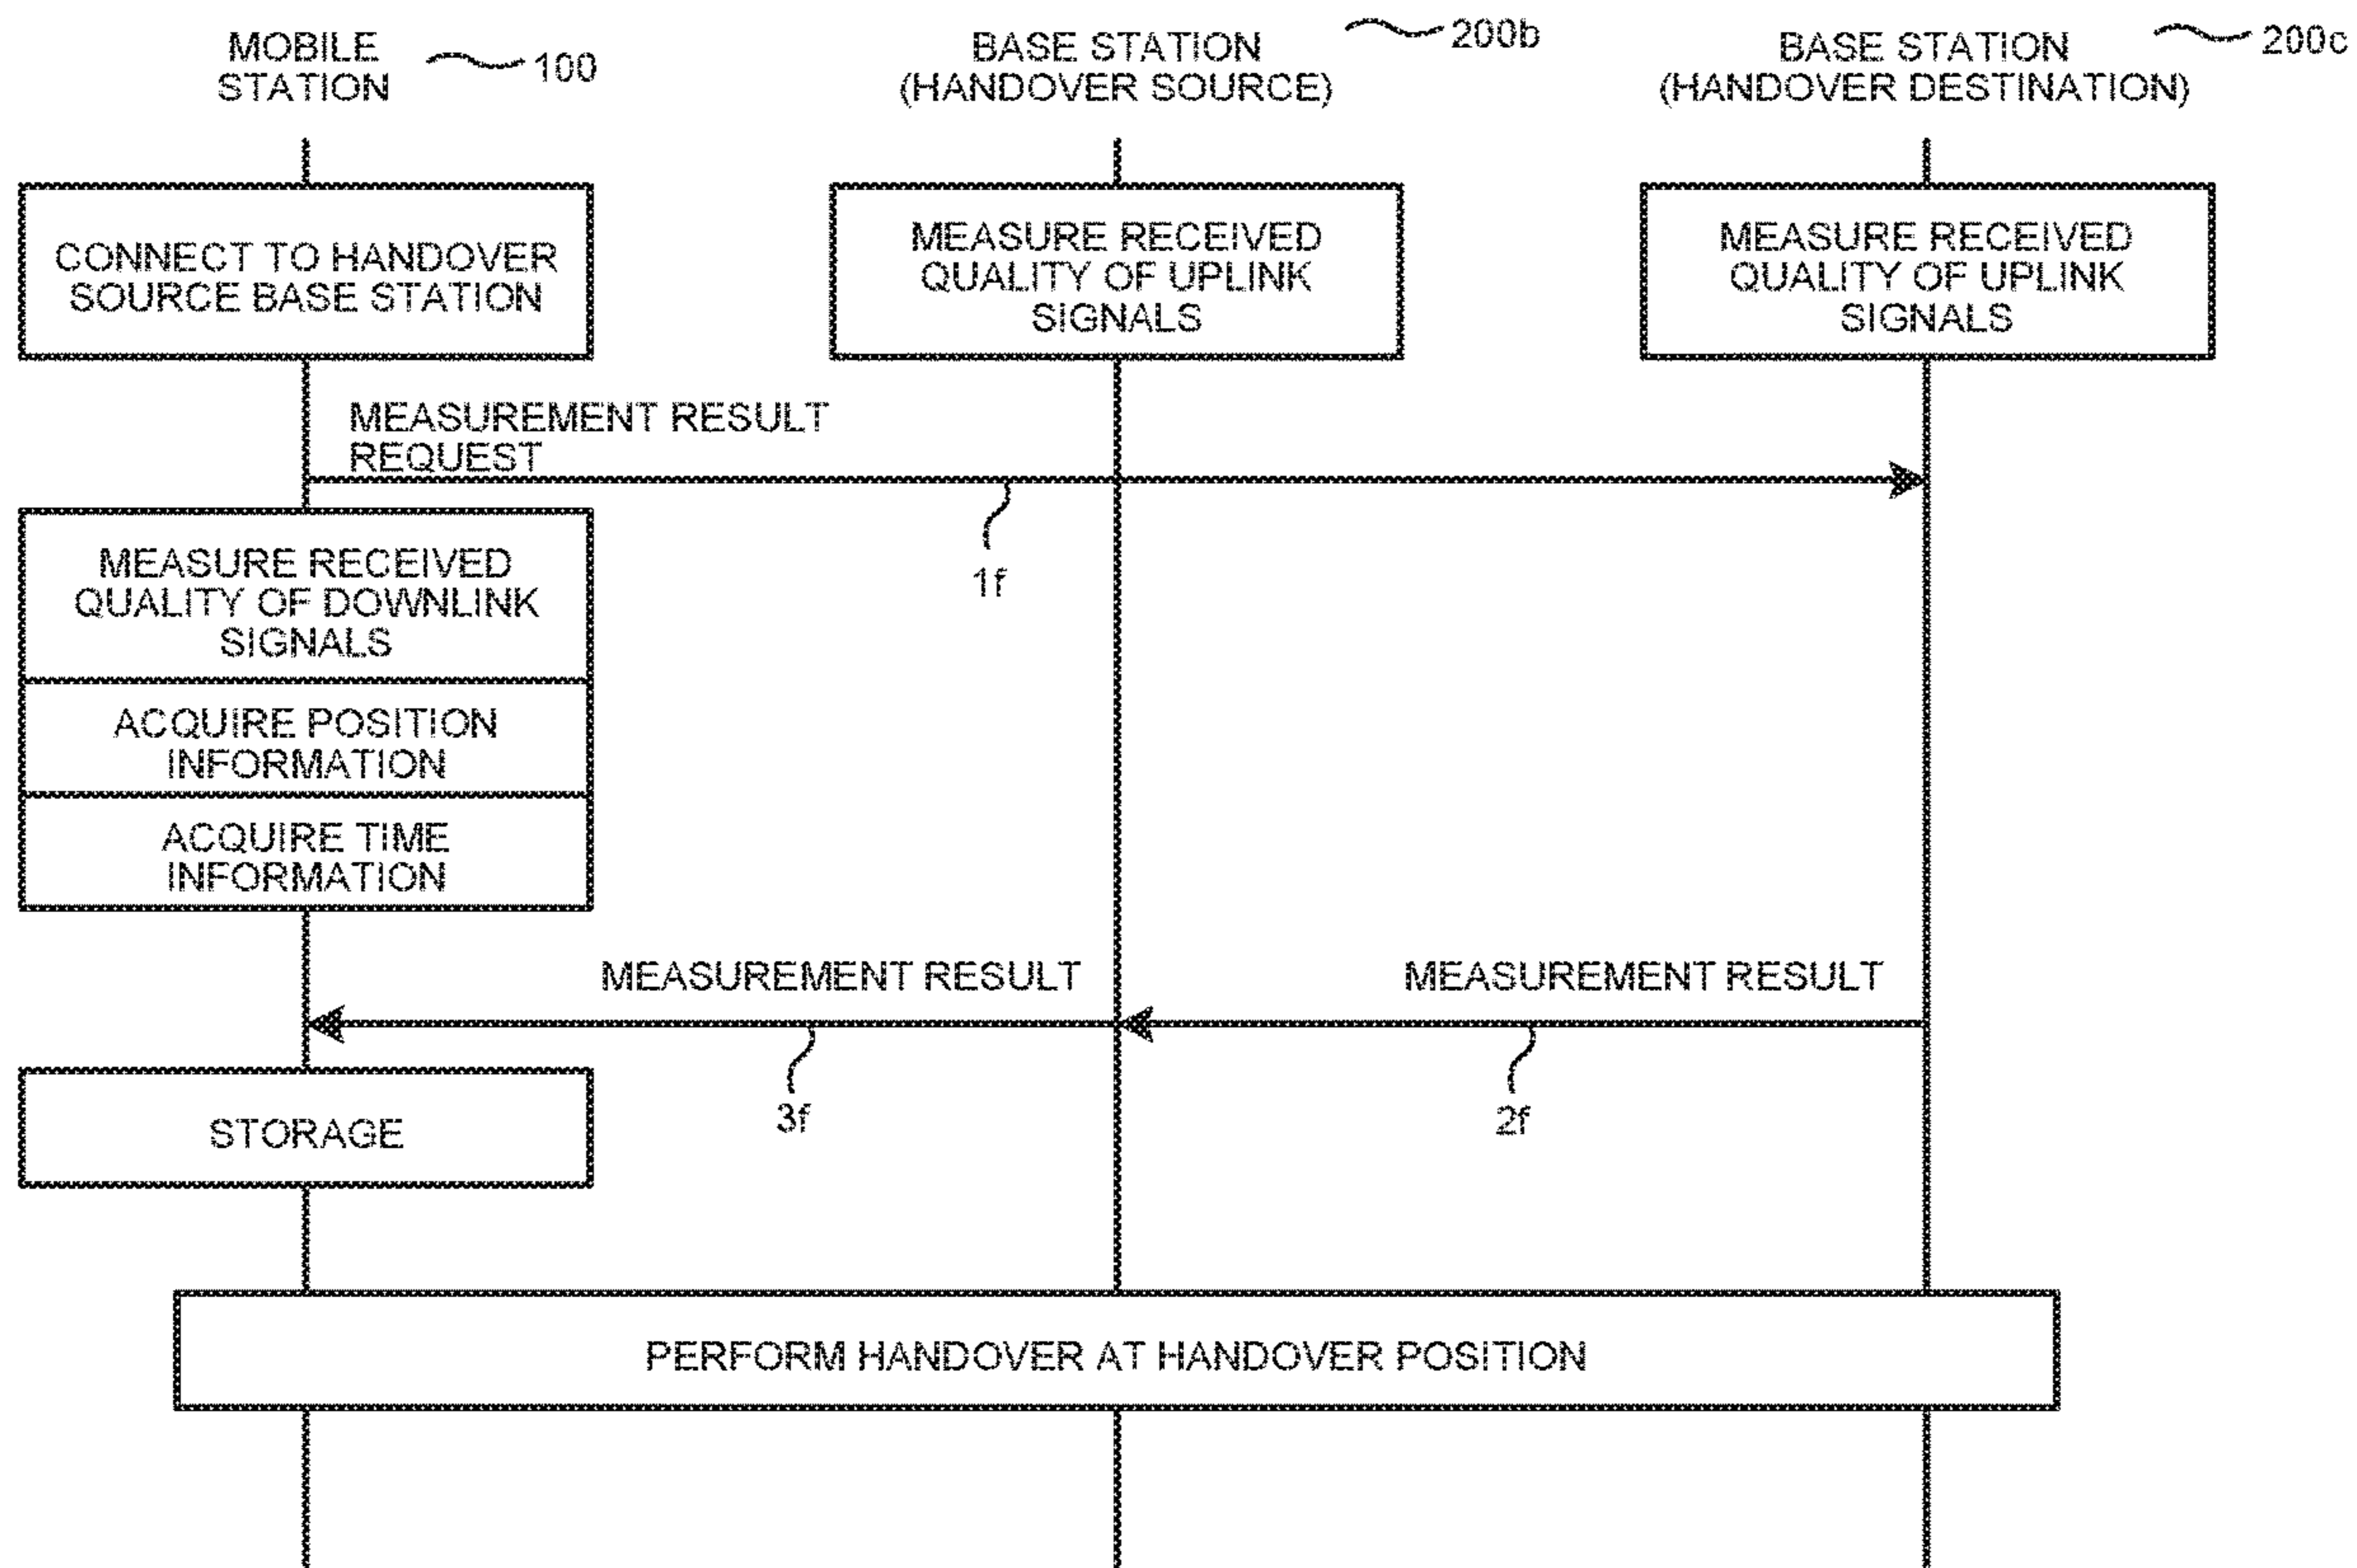 MOBILE
STATION
100
BASE STATION
(HANDOVER SOURCE)
200b
BASE STATION
(HANDOVER DESTINATION)
200c
CONNECT TO HANDOVER
SOURCE BASE STATION
MEASURE RECEIVED
QUALITY OF UPLINK
SIGNALS
MEASURE RECEIVED
QUALITY OF UPLINK
SIGNALS
MEASUREMENT RESULT
REQUEST
1f
MEASURE RECEIVED
QUALITY OF DOWNLINK
SIGNALS
ACQUIRE POSITION
INFORMATION
ACQUIRE TIME
INFORMATION
MEASUREMENT RESULT
MEASUREMENT RESULT
3f
2f
STORAGE
PERFORM HANDOVER AT HANDOVER POSITION